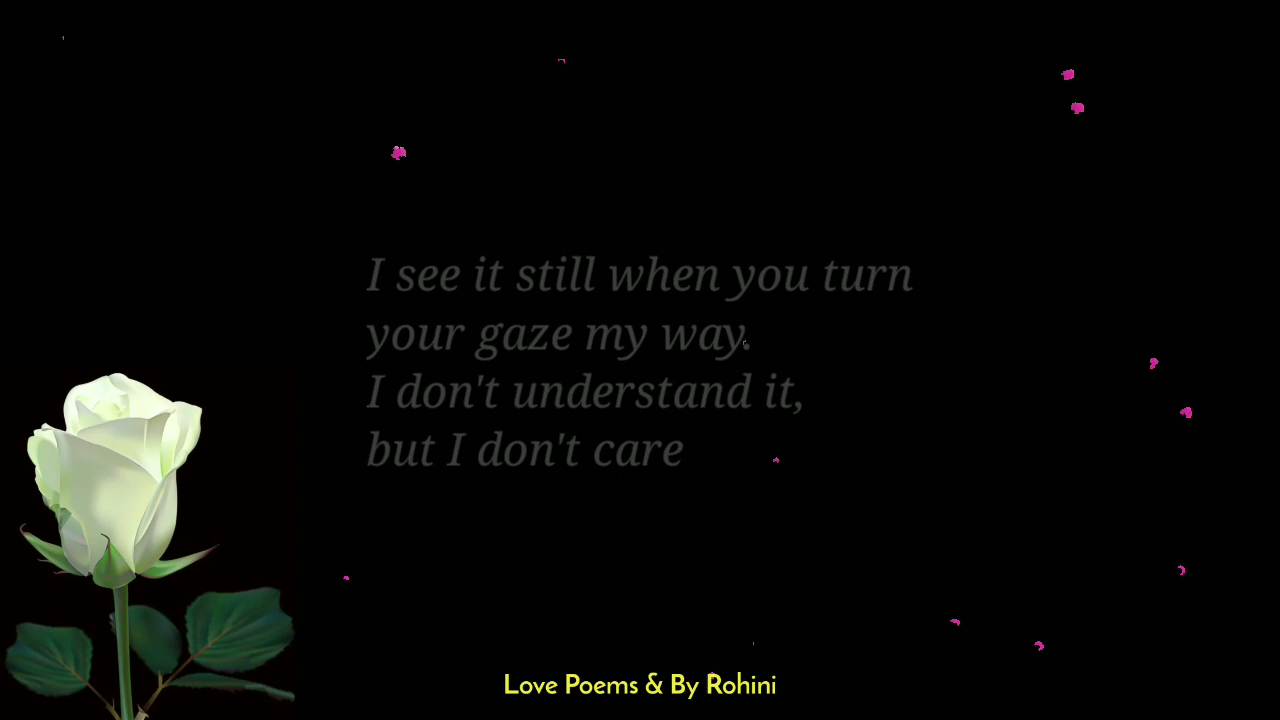 I see it still when you turn
your gaze my way.
I don't understand it,
but I don't care
Love Poems & By Rohini